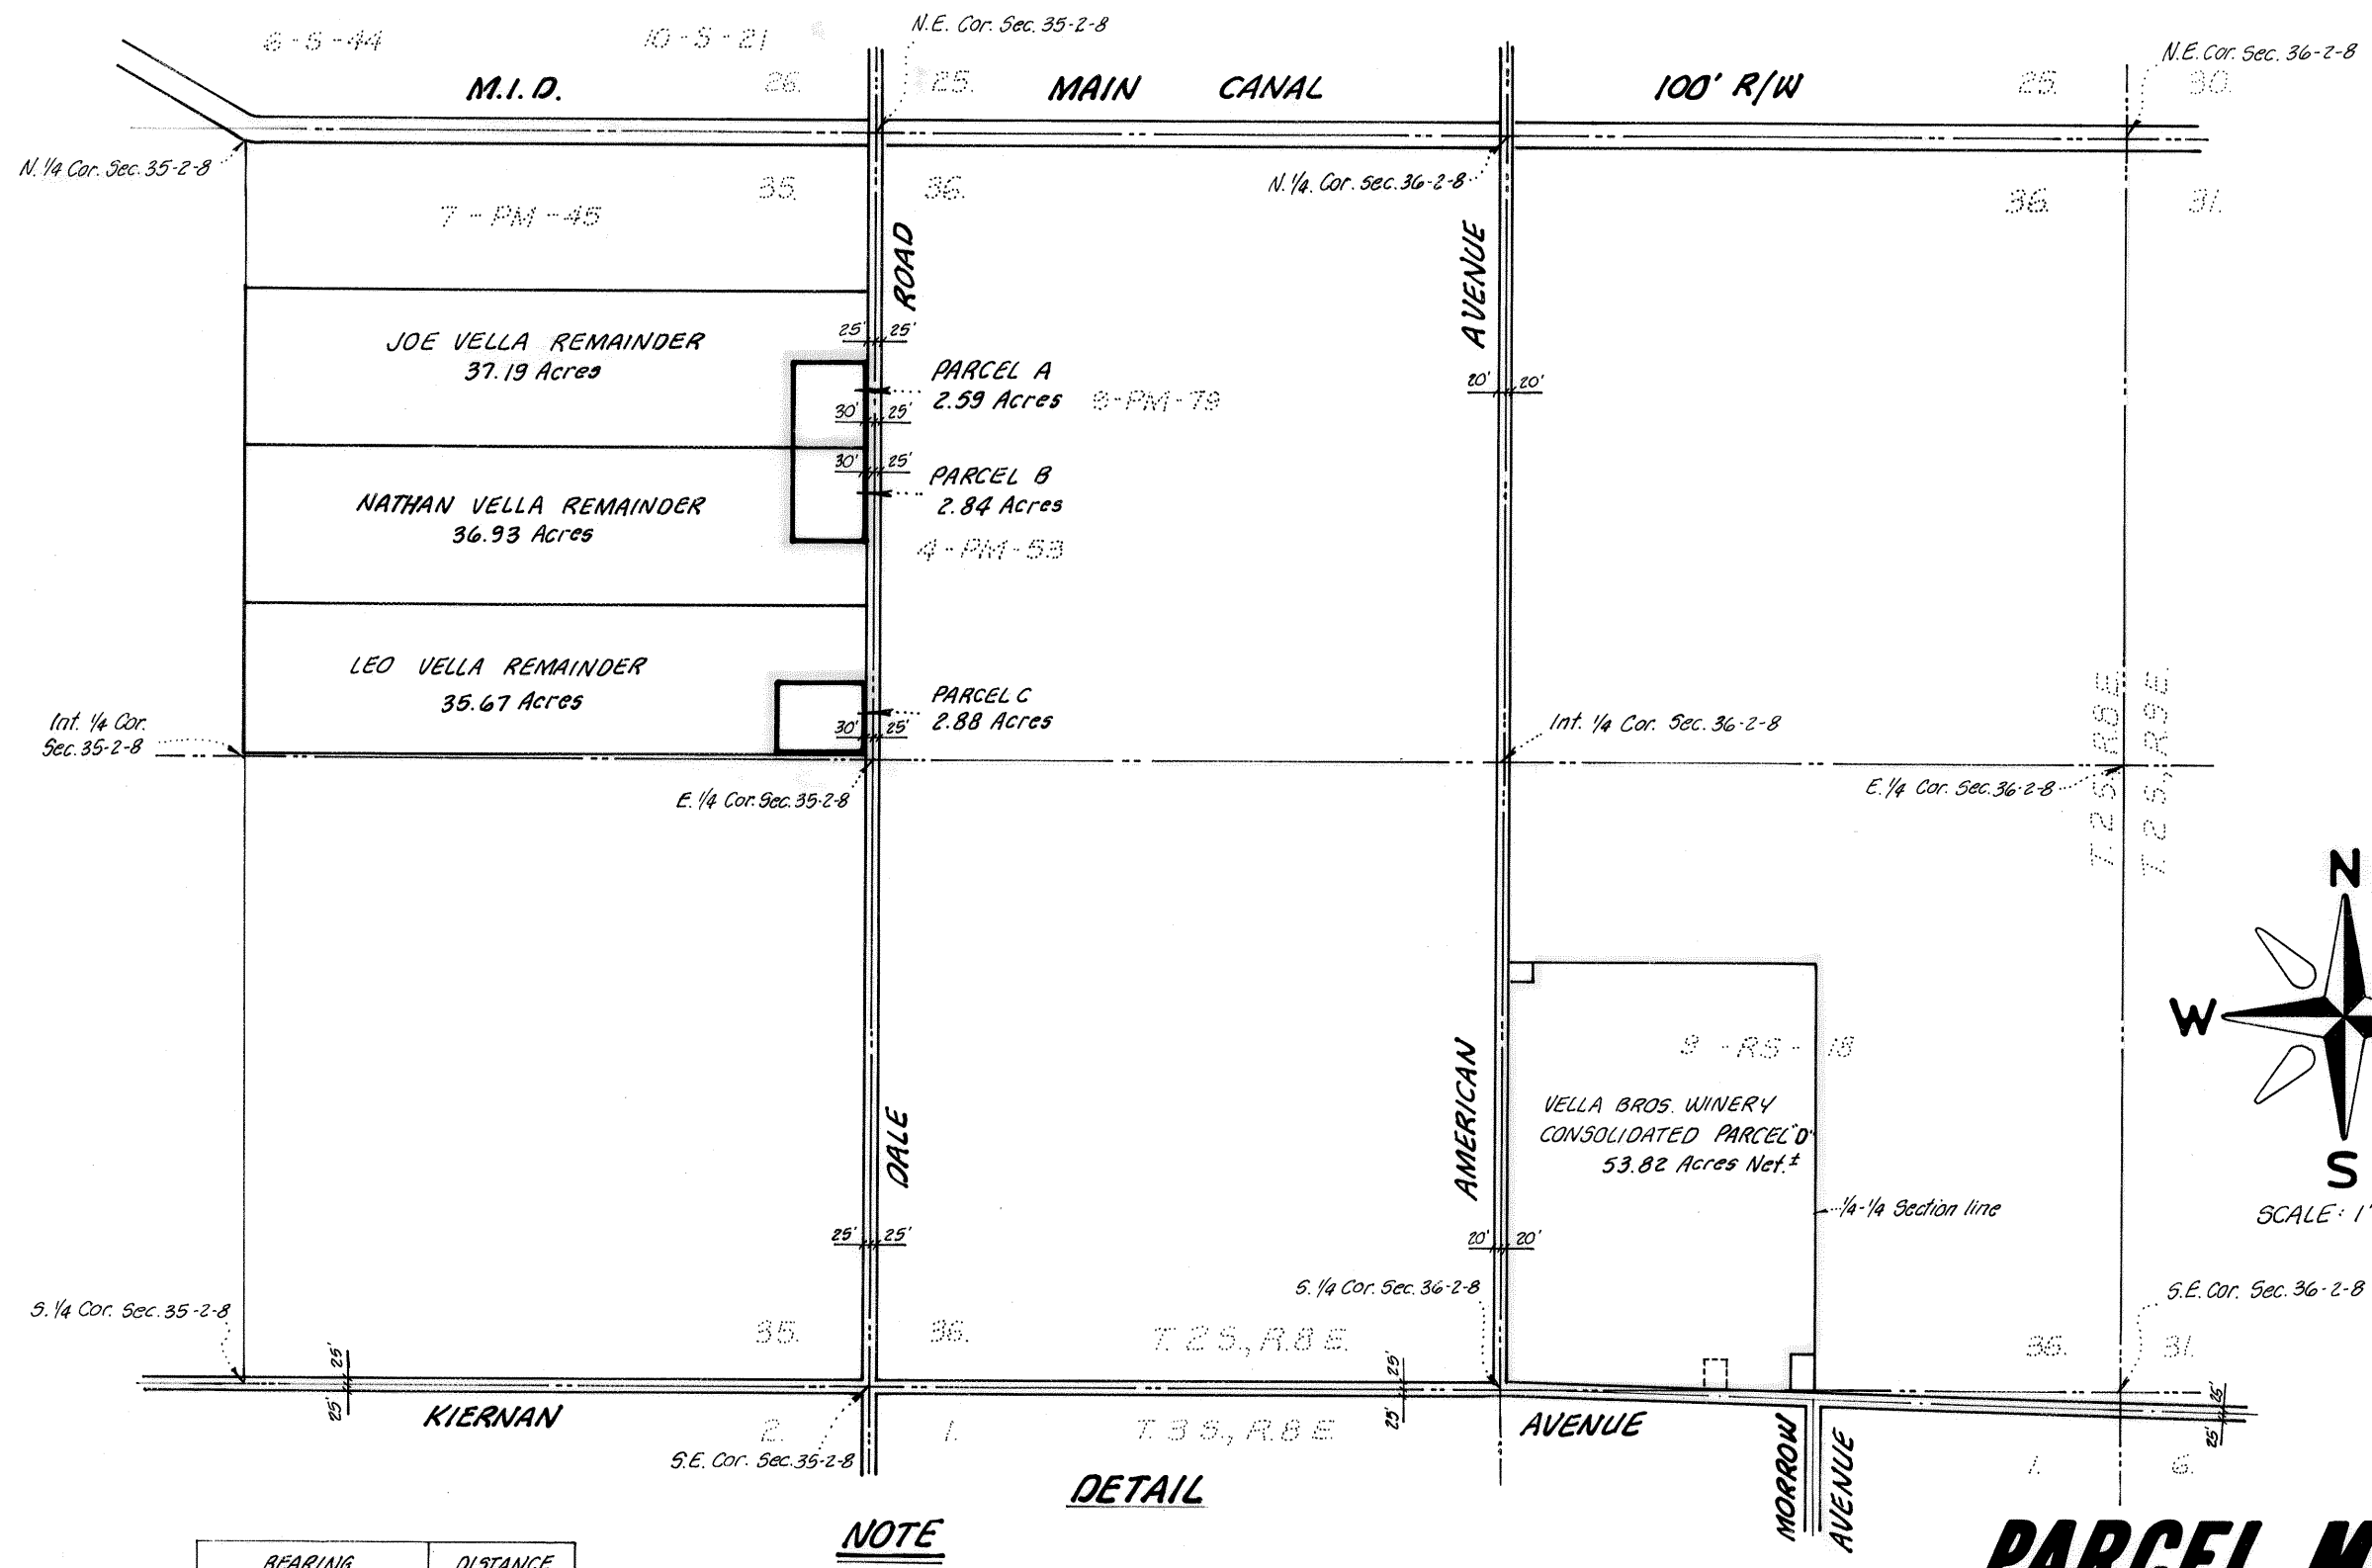 N.E. Cor. Sec. 35-2-8
6-S-44
10-S-21
N.E. Cor. Sec. 36-2-8
M.I.D.
26.
25.
MAIN CANAL
100' R/W
25.
30.
N. 1/4 Cor. Sec. 35-2-8
35.
36.
N. 1/4. Cor. Sec. 36-2-8
36.
31.
7-PM-45
ROAD
AVENUE
JOE VELLA REMAINDER
37.19 Acres
25' 25'
PARCEL A
2.59 Acres
20' 20'
30' 25'
30' 25'
PARCEL B
2.84 Acres
NATHAN VELLA REMAINDER
36.93 Acres
4-PM-53
LEO VELLA REMAINDER
35.67 Acres
PARCEL C
2.88 Acres
30' 25'
Int. 1/4 Cor.
Sec. 35-2-8
Int. 1/4 Cor. Sec. 36-2-8
E. 1/4 Cor. Sec. 35-2-8
E. 1/4 Cor. Sec. 36-2-8
T. 2 S., R.8 E.
T. 2 S., R.9 E.
N
W
S
SCALE: 1"
DALE
AMERICAN
9-RS-18
VELLA BROS. WINERY
CONSOLIDATED PARCEL "D"
53.82 Acres Net.±
1/4-1/4 Section line
25' 25'
20' 20'
S. 1/4 Cor. Sec. 35-2-8
S. 1/4 Cor. Sec. 36-2-8
S.E. Cor. Sec. 36-2-8
35.
36.
T. 2 S., R.8 E.
36.
31.
25' 25'
25' 25'
25' 25'
KIERNAN
AVENUE
2.
1.
T. 3 S., R.8 E.
1.
6.
S.E. Cor. Sec. 35-2-8
MORROW
AVENUE
DETAIL
NOTE
BEARING
DISTANCE
PARCEL M